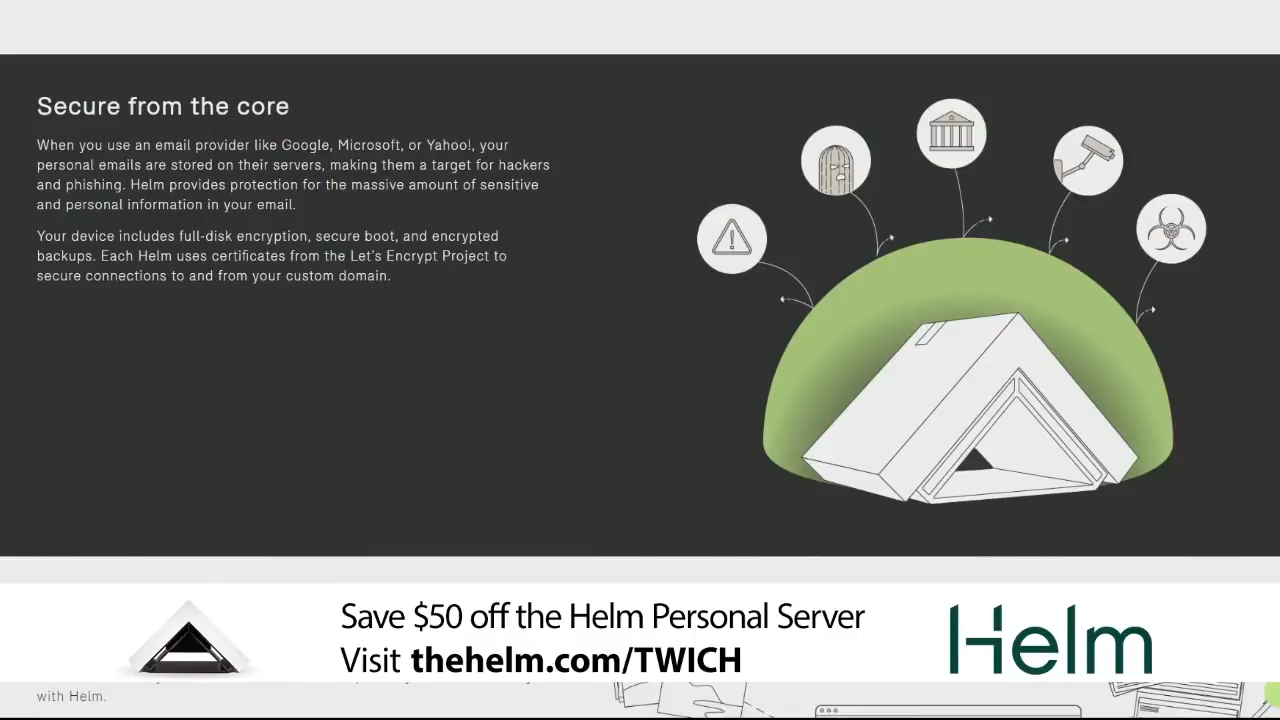 Secure from the core
When you use an email provider like Google, Microsoft, or Yahoo!, your
personal emails are stored on their servers, making them a target for hackers
and phishing. Helm provides protection for the massive amount of sensitive
and personal information in your email.
Your device includes full-disk encryption, secure boot, and encrypted
backups. Each Helm uses certificates from the Let's Encrypt Project to
secure connections to and from your custom domain.
Save $50 off the Helm Personal Server
Visit thehelm.com/TWICH
Helm
with Helm.